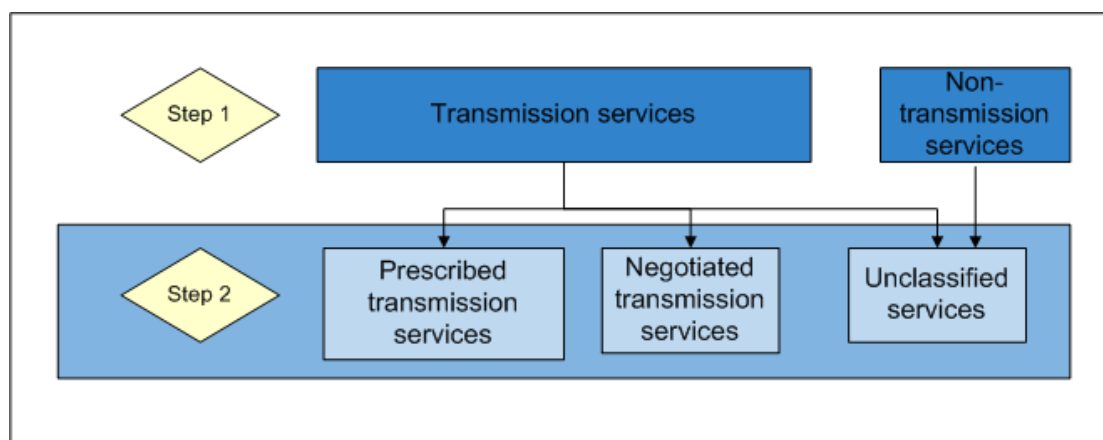 Step 1
Transmission services
Non-
transmission
services
Step 2
Prescribed
transmission
services
Negotiated
transmission
services
Unclassified
services